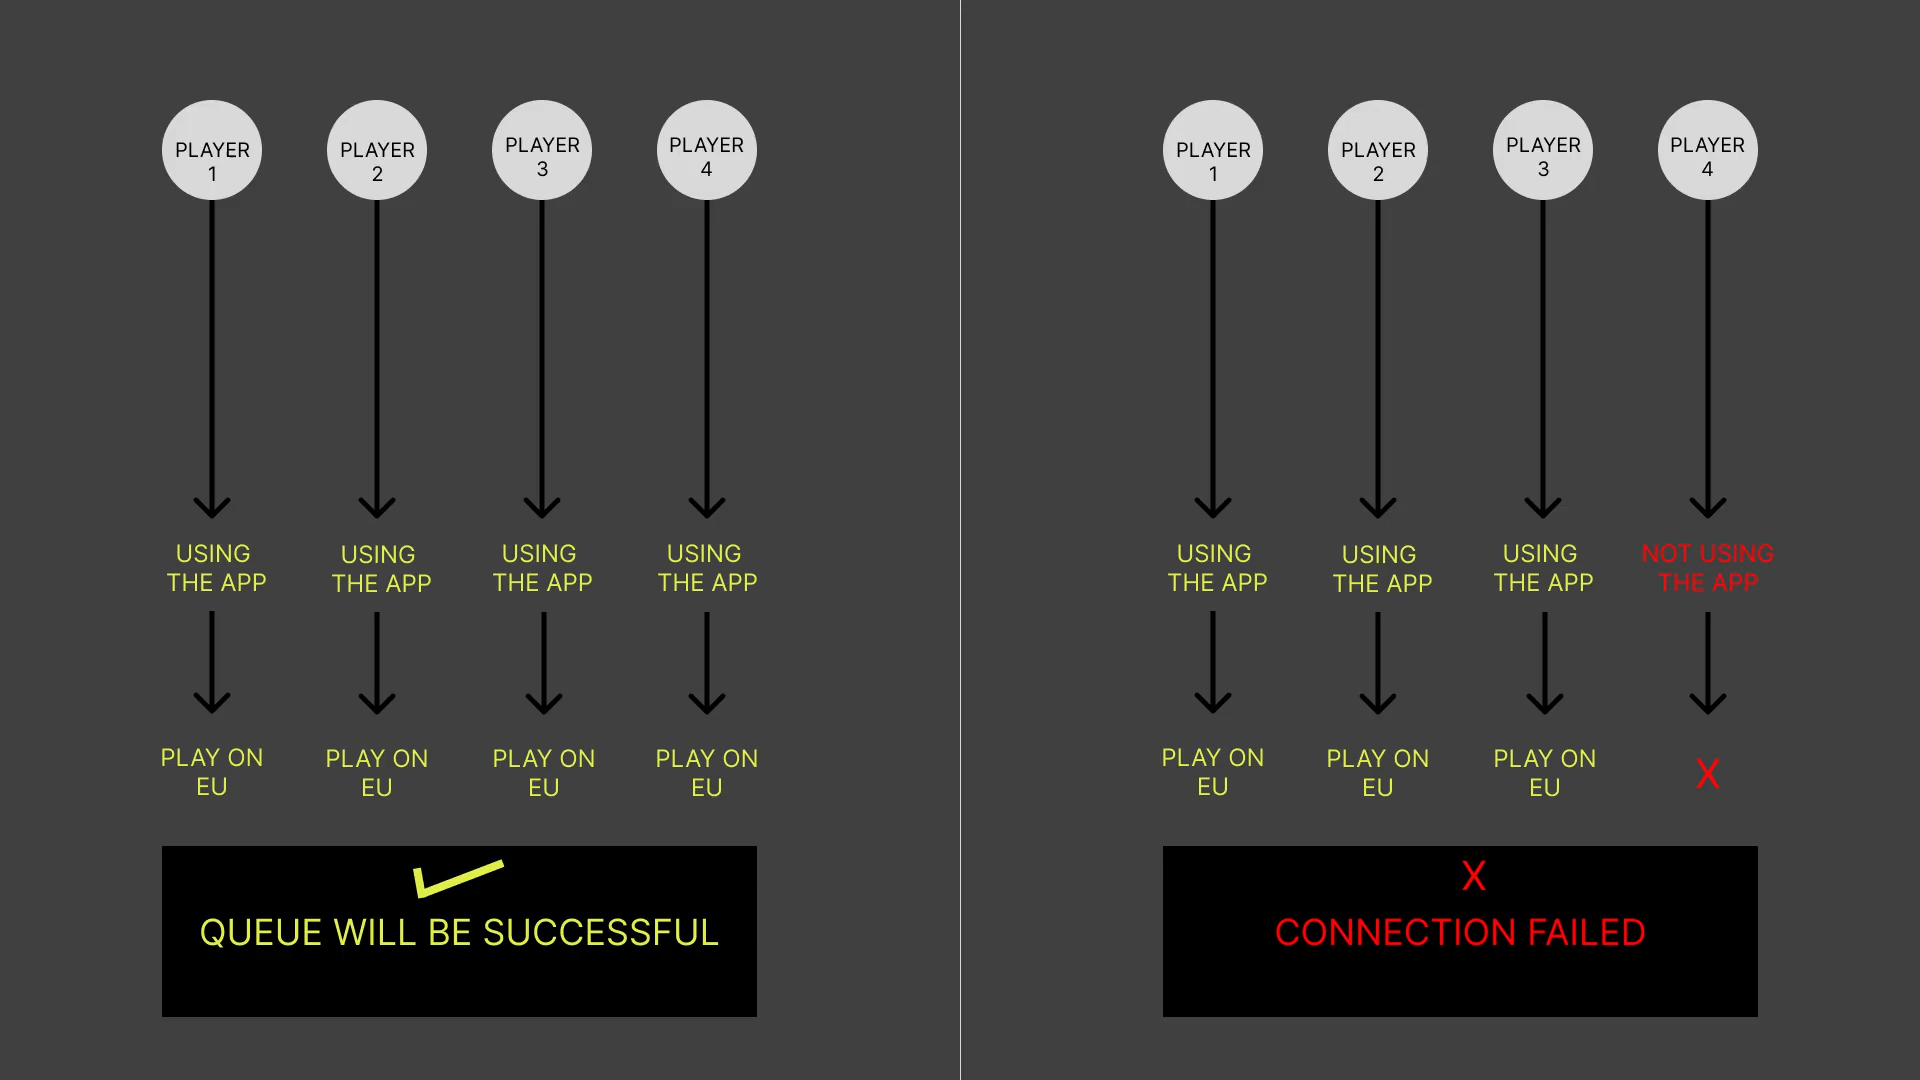 PLAYER
1
PLAYER
2
PLAYER
3
PLAYER
4
USING
THE APP
USING
THE APP
USING
THE APP
USING
THE APP
PLAY ON
EU
PLAY ON
EU
PLAY ON
EU
PLAY ON
EU
QUEUE WILL BE SUCCESSFUL
PLAYER
1
PLAYER
2
PLAYER
3
PLAYER
4
USING
THE APP
USING
THE APP
USING
THE APP
NOT USING
THE APP
PLAY ON
EU
PLAY ON
EU
PLAY ON
EU
X
X
CONNECTION FAILED